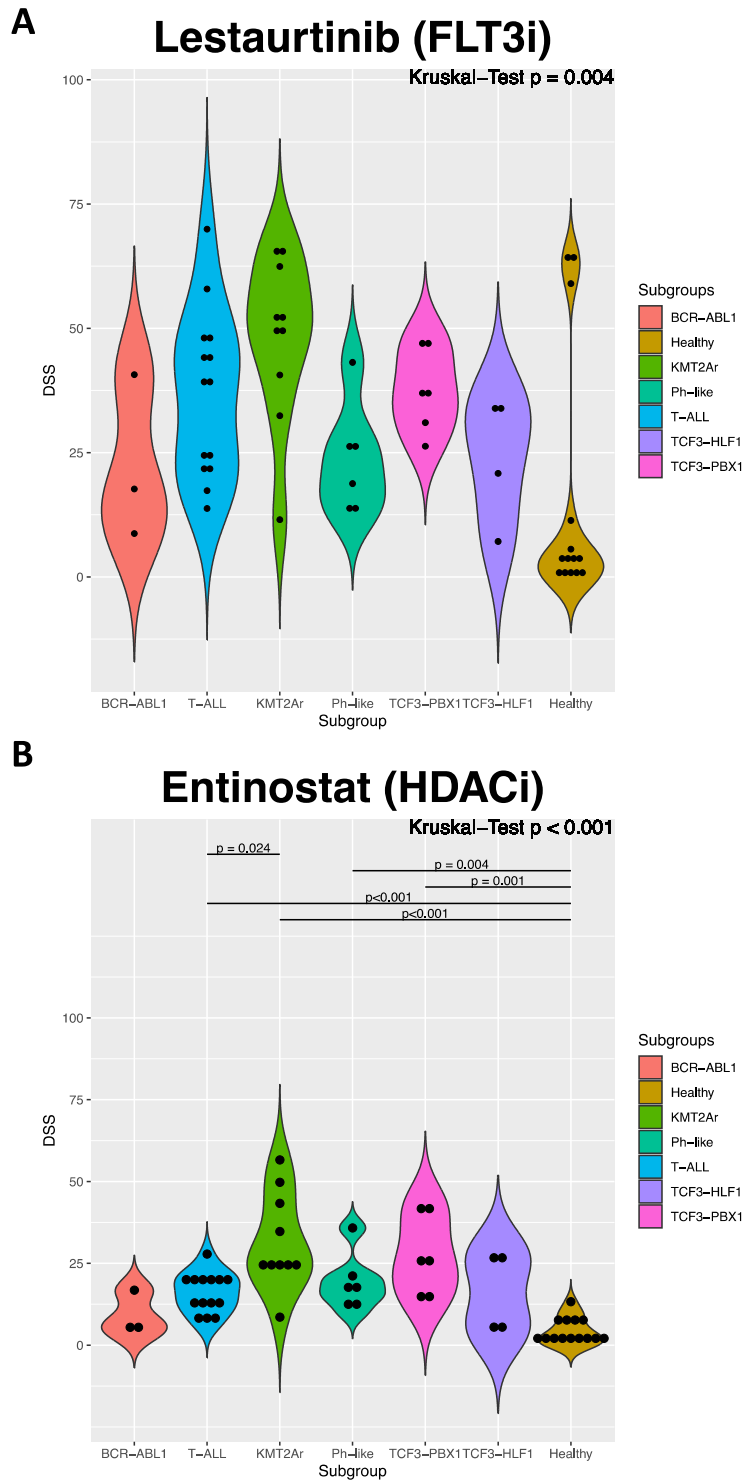 A
Lestaurtinib (FLT3i)
Kruskal-Test p = 0.004
100
75
50
25
0
DSS
BCR-ABL1 T-ALL KMT2Ar Ph-like TCF3-PBX1 TCF3-HLF1 Healthy
Subgroup
Subgroups
BCR-ABL1
Healthy
KMT2Ar
Ph-like
T-ALL
TCF3-HLF1
TCF3-PBX1
B
Entinostat (HDACi)
Kruskal-Test p < 0.001
p = 0.024
p = 0.004
p = 0.001
p<0.001
p<0.001
100
75
50
25
0
DSS
BCR-ABL1 T-ALL KMT2Ar Ph-like TCF3-PBX1 TCF3-HLF1 Healthy
Subgroup
Subgroups
BCR-ABL1
Healthy
KMT2Ar
Ph-like
T-ALL
TCF3-HLF1
TCF3-PBX1